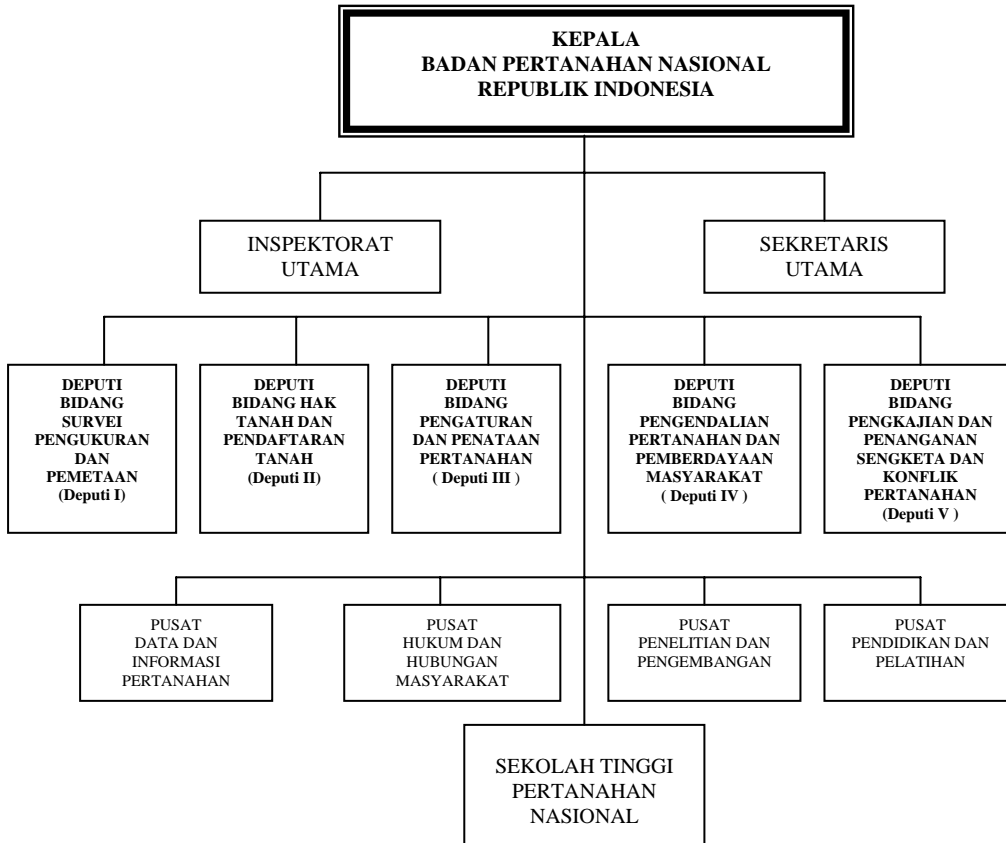 KEPALA
BADAN PERTANAHAN NASIONAL
REPUBLIK INDONESIA
INSPEKTORAT
UTAMA
SEKRETARIS
UTAMA
DEPUTI
BIDANG
SURVEI
PENGUKURAN
DAN
PEMETAAN
(Deputi I)
DEPUTI
BIDANG HAK
TANAH DAN
PENDAFTARAN
TANAH
(Deputi II)
DEPUTI
BIDANG
PENGATURAN
DAN PENATAAN
PERTANAHAN
( Deputi III )
DEPUTI
BIDANG
PENGENDALIAN
PERTANAHAN DAN
PEMBERDAYAAN
MASYARAKAT
( Deputi IV )
DEPUTI
BIDANG
PENGKAJIAN DAN
PENANGANAN
SENGKETA DAN
KONFLIK
PERTANAHAN
(Deputi V )
PUSAT
DATA DAN
INFORMASI
PERTANAHAN
PUSAT
HUKUM DAN
HUBUNGAN
MASYARAKAT
PUSAT
PENELITIAN DAN
PENGEMBANGAN
PUSAT
PENDIDIKAN DAN
PELATIHAN
SEKOLAH TINGGI
PERTANAHAN
NASIONAL